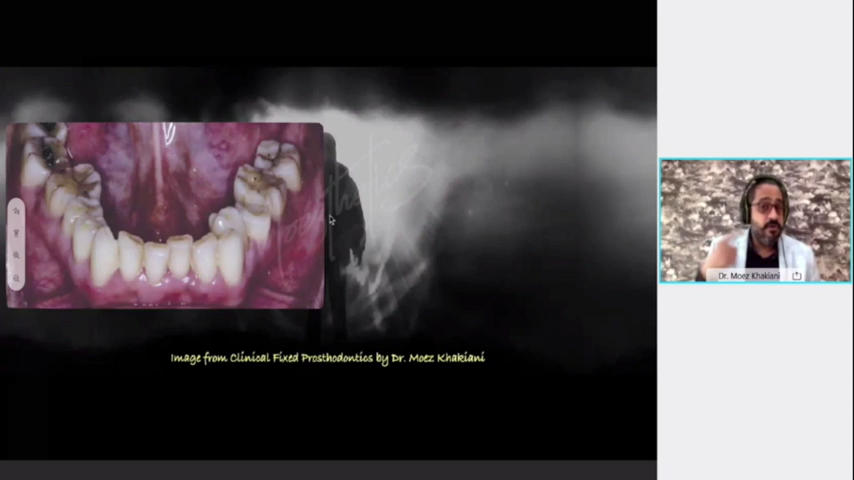 Image from Clinical Fixed Prosthodontics by Dr. Moez Khakiani
Dr. Moez Khakiani